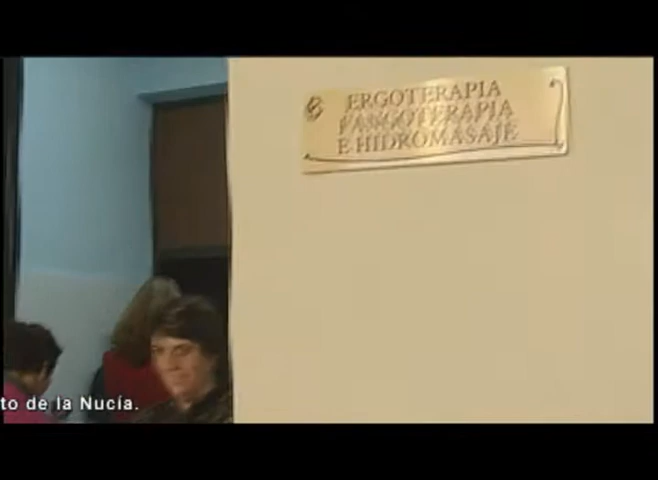 ERGOTERAPIA
FANGOTERAPIA
E HIDROMASAJE
to de la Nucía.